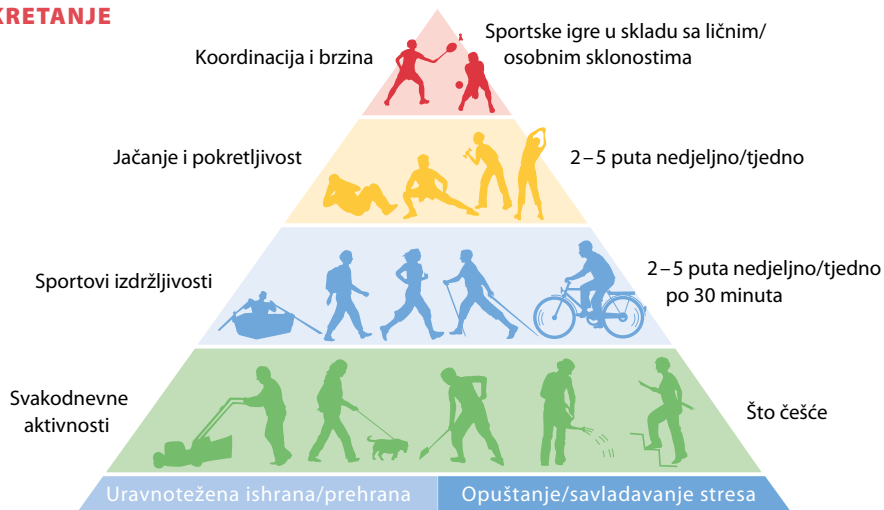 KRETANJE
Koordinacija i brzina
Sportske igre u skladu sa ličnim/
osobnim sklonostima
Jačanje i pokretljivost
2–5 puta nedjeljno/tjedno
Sportovi izdržljivosti
2–5 puta nedjeljno/tjedno
po 30 minuta
Svakodnevne
aktivnosti
Što češće
Uravnotežena ishrana/prehrana
Opuštanje/savladavanje stresa